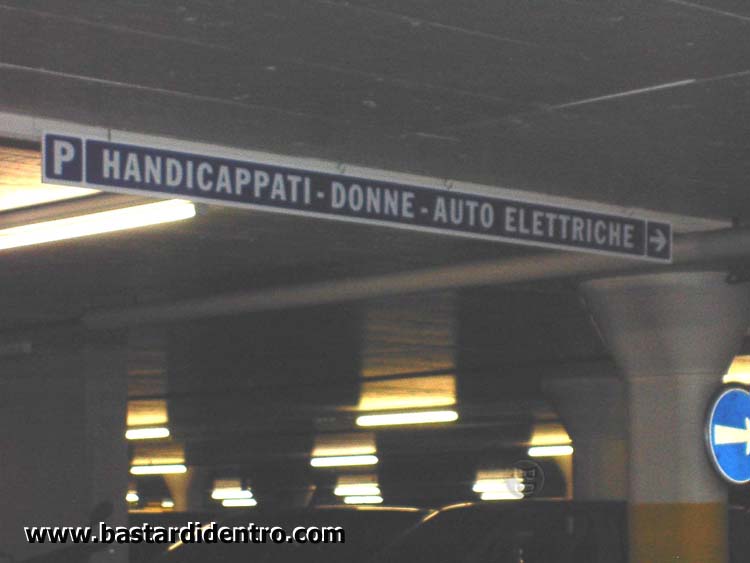 P HANDICAPPATI - DONNE - AUTO ELETTRICHE →
www.bastardidentro.com